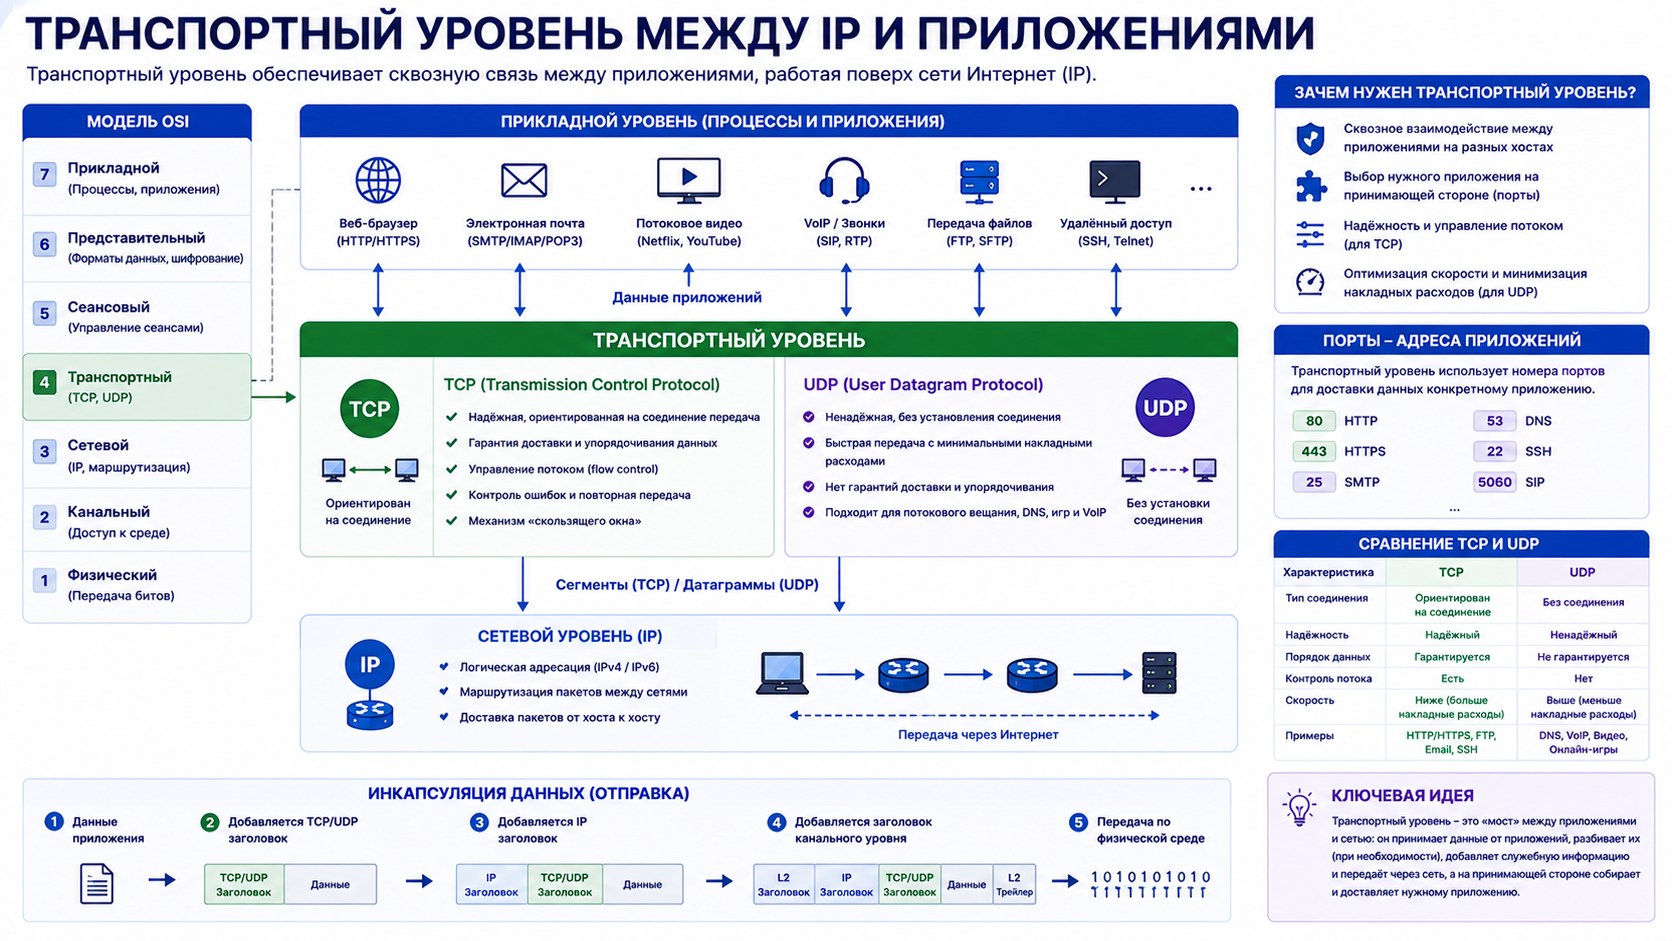 ТРАНСПОРТНЫЙ УРОВЕНЬ МЕЖДУ IP И ПРИЛОЖЕНИЯМИ
Транспортный уровень обеспечивает сквозную связь между приложениями, работая поверх сети Интернет (IP).
МОДЕЛЬ OSI
7
Прикладной
(Процессы, приложения)
6
Представительный
(Форматы данных, шифрование)
5
Сеансовый
(Управление сеансами)
4
Транспортный
(TCP, UDP)
3
Сетевой
(IP, маршрутизация)
2
Канальный
(Доступ к среде)
1
Физический
(Передача битов)
ПРИКЛАДНОЙ УРОВЕНЬ (ПРОЦЕССЫ И ПРИЛОЖЕНИЯ)
Веб-браузер
(HTTP/HTTPS)
Электронная почта
(SMTP/IMAP/POP3)
Потоковое видео
(Netflix, YouTube)
VoIP / Звонки
(SIP, RTP)
Передача файлов
(FTP, SFTP)
Удалённый доступ
(SSH, Telnet)
...
Данные приложений
ТРАНСПОРТНЫЙ УРОВЕНЬ
TCP
Ориентирован
на соединение
TCP (Transmission Control Protocol)
Надёжная, ориентированная на соединение передача
Гарантия доставки и упорядочивания данных
Управление потоком (flow control)
Контроль ошибок и повторная передача
Механизм «скользящего окна»
UDP (User Datagram Protocol)
Ненадёжная, без установления соединения
Быстрая передача с минимальными накладными
расходами
Нет гарантий доставки и упорядочивания
Подходит для потокового вещания, DNS, игр и VoIP
UDP
Без установки
соединения
Сегменты (TCP) / Датаграммы (UDP)
СЕТЕВОЙ УРОВЕНЬ (IP)
IP
Логическая адресация (IPv4 / IPv6)
Маршрутизация пакетов между сетями
Доставка пакетов от хоста к хосту
Передача через Интернет
ИНКАПСУЛЯЦИЯ ДАННЫХ (ОТПРАВКА)
1 Данные
приложения
2 Добавляется TCP/UDP
заголовок
TCP/UDP
Заголовок
Данные
3 Добавляется IP
заголовок
IP
Заголовок
TCP/UDP
Заголовок
Данные
4 Добавляется заголовок
канального уровня
L2
Заголовок
IP
Заголовок
TCP/UDP
Заголовок
Данные
L2
Трейлер
5 Передача по
физической среде
1 0 1 0 1 0 1 0 1 0
ЗАЧЕМ НУЖЕН ТРАНСПОРТНЫЙ УРОВЕНЬ?
Сквозное взаимодействие между
приложениями на разных хостах
Выбор нужного приложения на
принимающей стороне (порты)
Надёжность и управление потоком
(для TCP)
Оптимизация скорости и минимизация
накладных расходов (для UDP)
ПОРТЫ – АДРЕСА ПРИЛОЖЕНИЙ
Транспортный уровень использует номера портов
для доставки данных конкретному приложению.
80 HTTP 53 DNS
443 HTTPS 22 SSH
25 SMTP 5060 SIP
...
СРАВНЕНИЕ TCP И UDP
Характеристика TCP UDP
Тип соединения Ориентирован
на соединение Без соединения
Надёжность Надёжный Ненадёжный
Порядок данных Гарантируется Не гарантируется
Контроль потока Есть Нет
Скорость Ниже (больше
накладные расходы) Выше (меньше
накладные расходы)
Примеры HTTP/HTTPS, FTP,
Email, SSH DNS, VoIP, Видео,
Онлайн-игры
КЛЮЧЕВАЯ ИДЕЯ
Транспортный уровень – это «мост» между приложениями
и сетью: он принимает данные от приложений, разбивает их
(при необходимости), добавляет служебную информацию
и передаёт через сеть, а на принимающей стороне собирает
и доставляет нужному приложению.